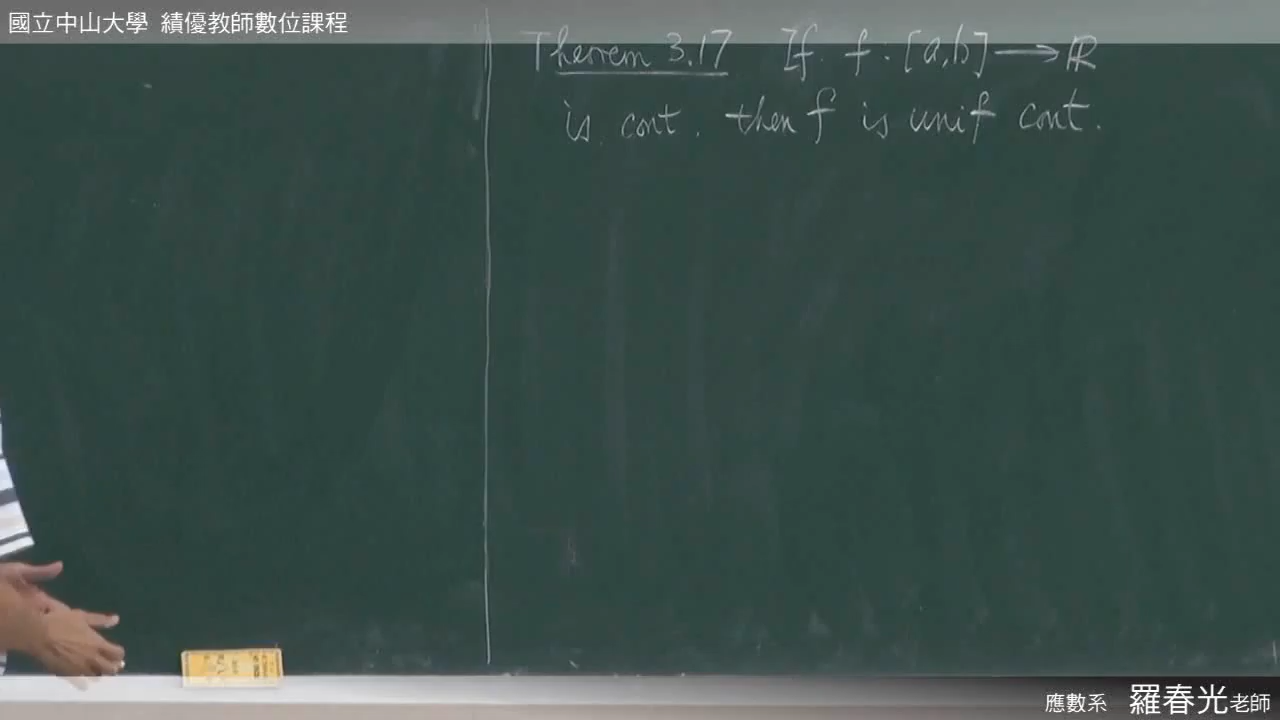 國立中山大學 績優教師數位課程
Theorem 3.17 If f : [a,b] ⟶ ℝ
is cont. then f is unif cont.
應數系 羅春光老師